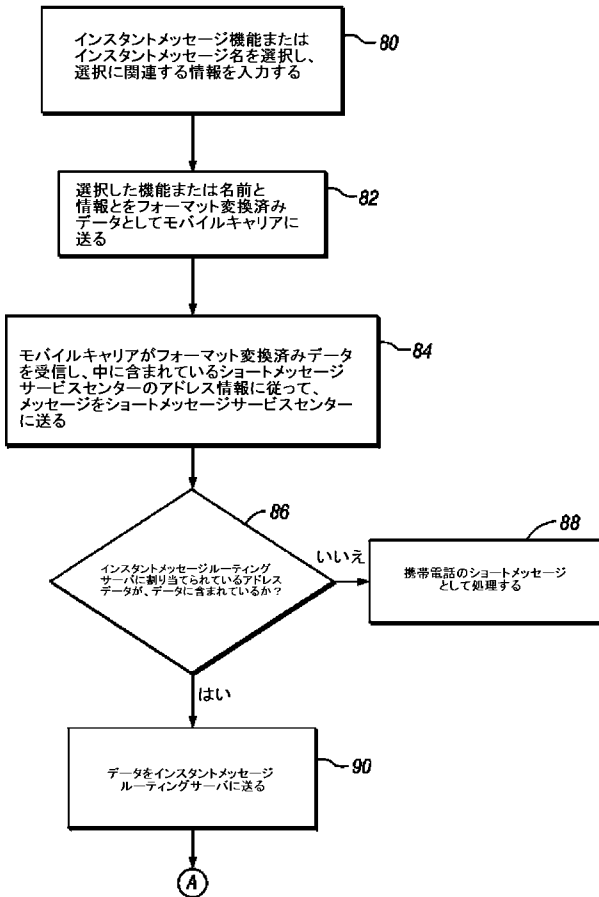 インスタントメッセージ機能または
インスタントメッセージ名を選択し、
選択に関連する情報を入力する
80
選択した機能または名前と
情報とをフォーマット変換済み
データとしてモバイルキャリアに
送る
82
モバイルキャリアがフォーマット変換済みデータ
を受信し、中に含まれているショートメッセージ
サービスセンターのアドレス情報に従って、
メッセージをショートメッセージサービスセンター
に送る
84
86
インスタントメッセージルーティング
サーバに割り当てられているアドレス
データが、データに含まれているか？
いいえ
88
携帯電話のショートメッセージ
として処理する
はい
データをインスタントメッセージ
ルーティングサーバに送る
90
A